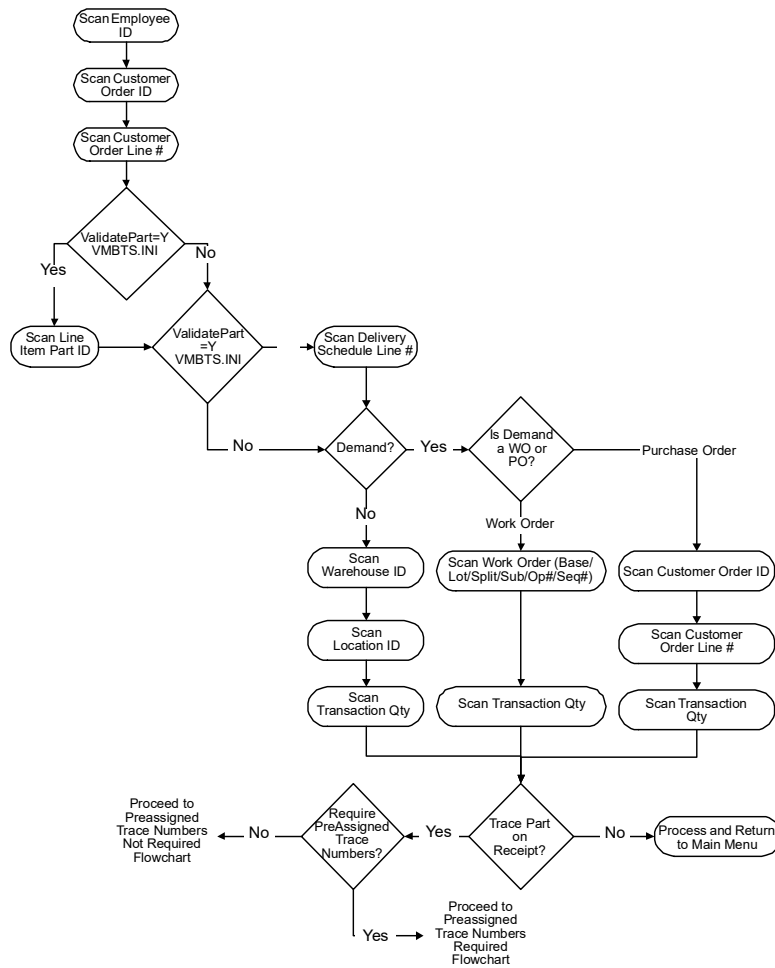 Scan Employee
ID
Scan Customer
Order ID
Scan Customer
Order Line #
ValidatePart=Y
VMBTS.INI
Yes
No
Scan Line
Item Part ID
ValidatePart
=Y
VMBTS.INI
Scan Delivery
Schedule Line #
No
Demand?
Yes
Is Demand
a WO or
PO?
Purchase Order
No
Work Order
Scan
Warehouse ID
Scan Work Order (Base/
Lot/Split/Sub/Op#/Seq#)
Scan Customer Order ID
Scan
Location ID
Scan Customer
Order Line #
Scan
Transaction Qty
Scan Transaction Qty
Scan Transaction
Qty
Proceed to
Preassigned
Trace Numbers
Not Required
Flowchart
No
Require
PreAssigned
Trace
Numbers?
Yes
Trace Part
on
Receipt?
No
Process and Return
to Main Menu
Yes
Proceed to
Preassigned
Trace Numbers
Required
Flowchart